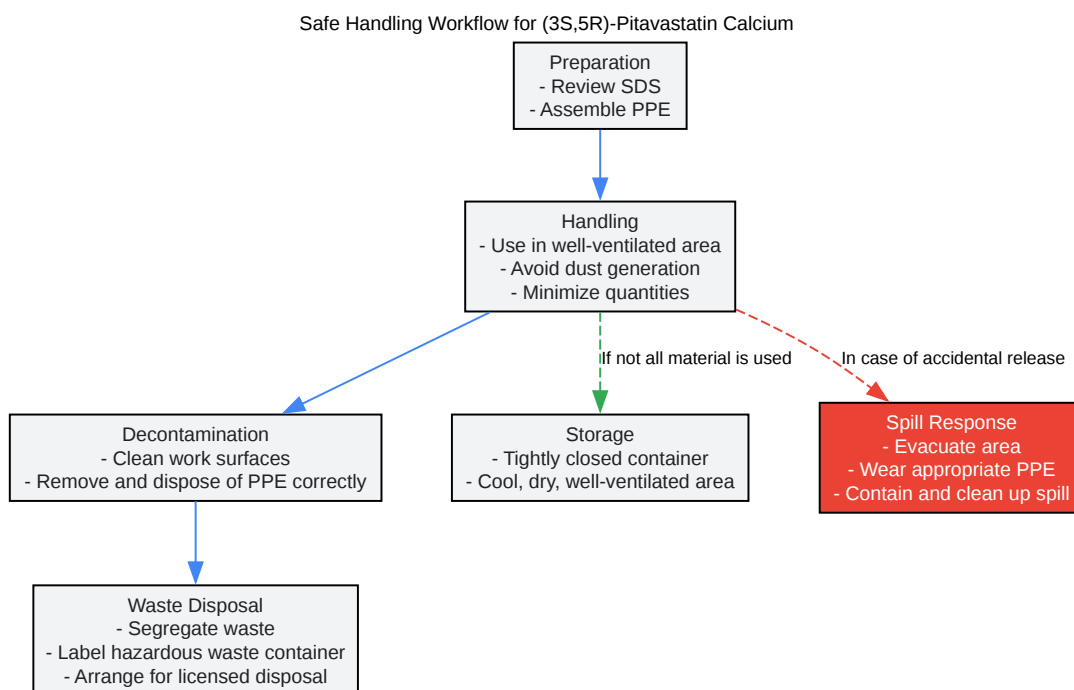 Safe Handling Workflow for (3S,5R)-Pitavastatin Calcium
Preparation
- Review SDS
- Assemble PPE
Handling
- Use in well-ventilated area
- Avoid dust generation
- Minimize quantities
If not all material is used
In case of accidental release
Decontamination
- Clean work surfaces
- Remove and dispose of PPE correctly
Storage
- Tightly closed container
- Cool, dry, well-ventilated area
Spill Response
- Evacuate area
- Wear appropriate PPE
- Contain and clean up spill
Waste Disposal
- Segregate waste
- Label hazardous waste container
- Arrange for licensed disposal